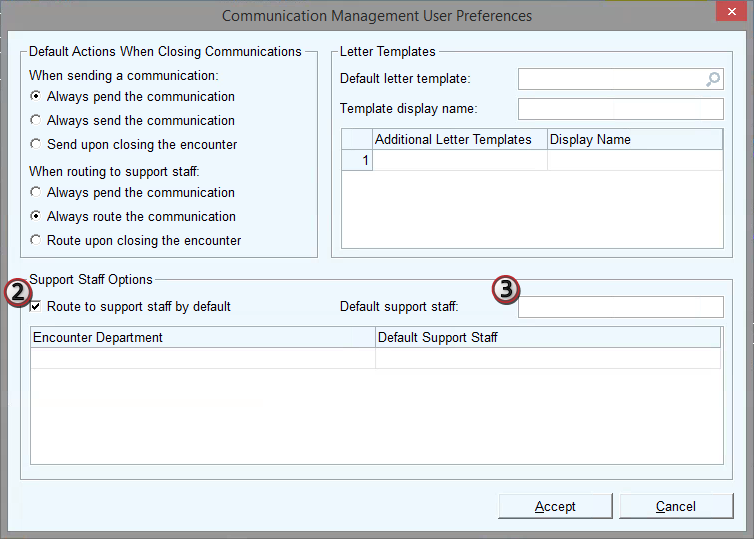 Communication Management User Preferences
Default Actions When Closing Communications
When sending a communication:
Always pend the communication
Always send the communication
Send upon closing the encounter
When routing to support staff:
Always pend the communication
Always route the communication
Route upon closing the encounter
Letter Templates
Default letter template:
Template display name:
Additional Letter Templates Display Name
1
Support Staff Options
2
Route to support staff by default
Default support staff:
3
Encounter Department Default Support Staff
Accept Cancel